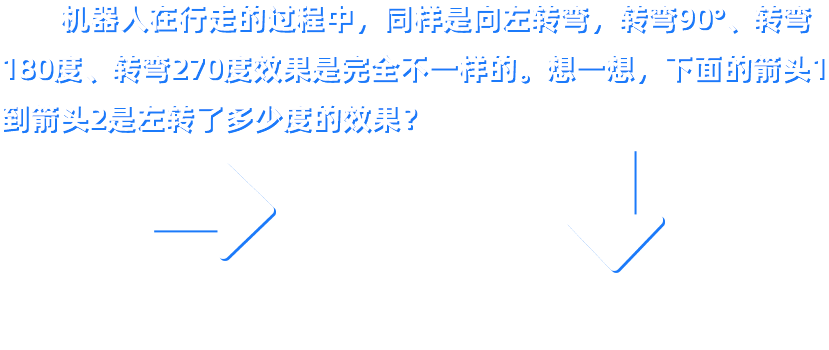 机器人在行走的过程中，同样是向左转弯，转弯90°、转弯
180度、转弯270度效果是完全不一样的。想一想，下面的箭头1
到箭头2是左转了多少度的效果？